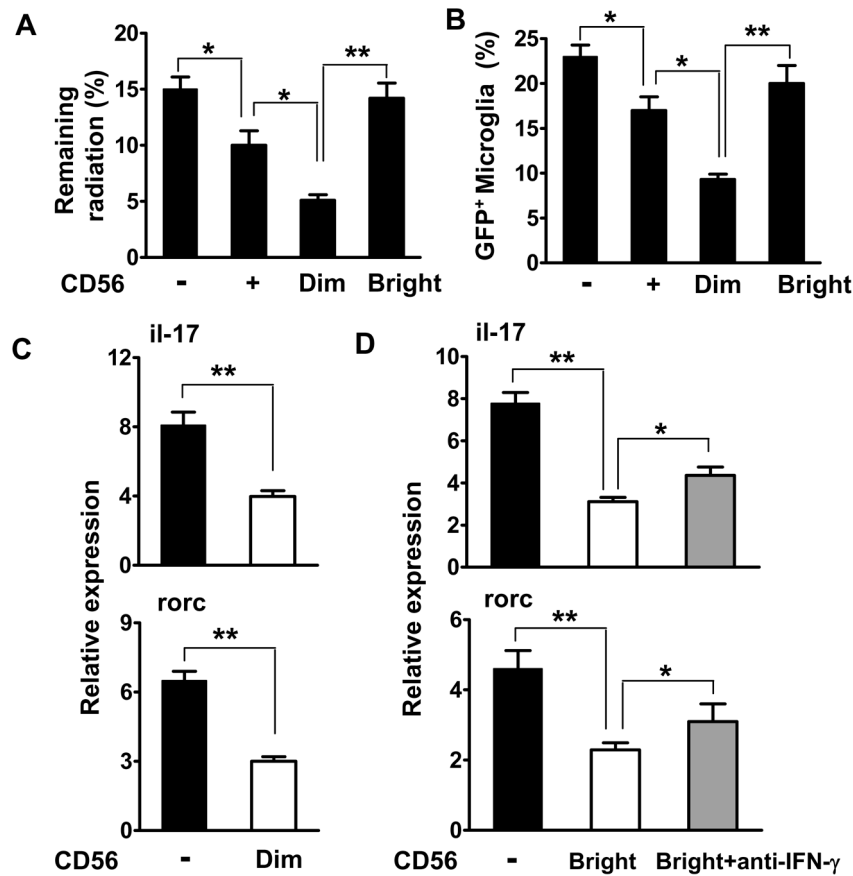 A
Remaining
radiation (%)
20
15
10
5
0
*
*
**
CD56 - + Dim Bright
B
GFP+ Microglia (%)
25
20
15
10
5
0
*
*
**
- + Dim Bright
C
il-17
Relative expression
12
8
4
0
**
rorc
9
6
3
0
**
CD56 - Dim
D
il-17
Relative expression
10
8
6
4
2
0
**
*
rorc
6
4
2
0
**
*
CD56 - Bright Bright+anti-IFN-γ